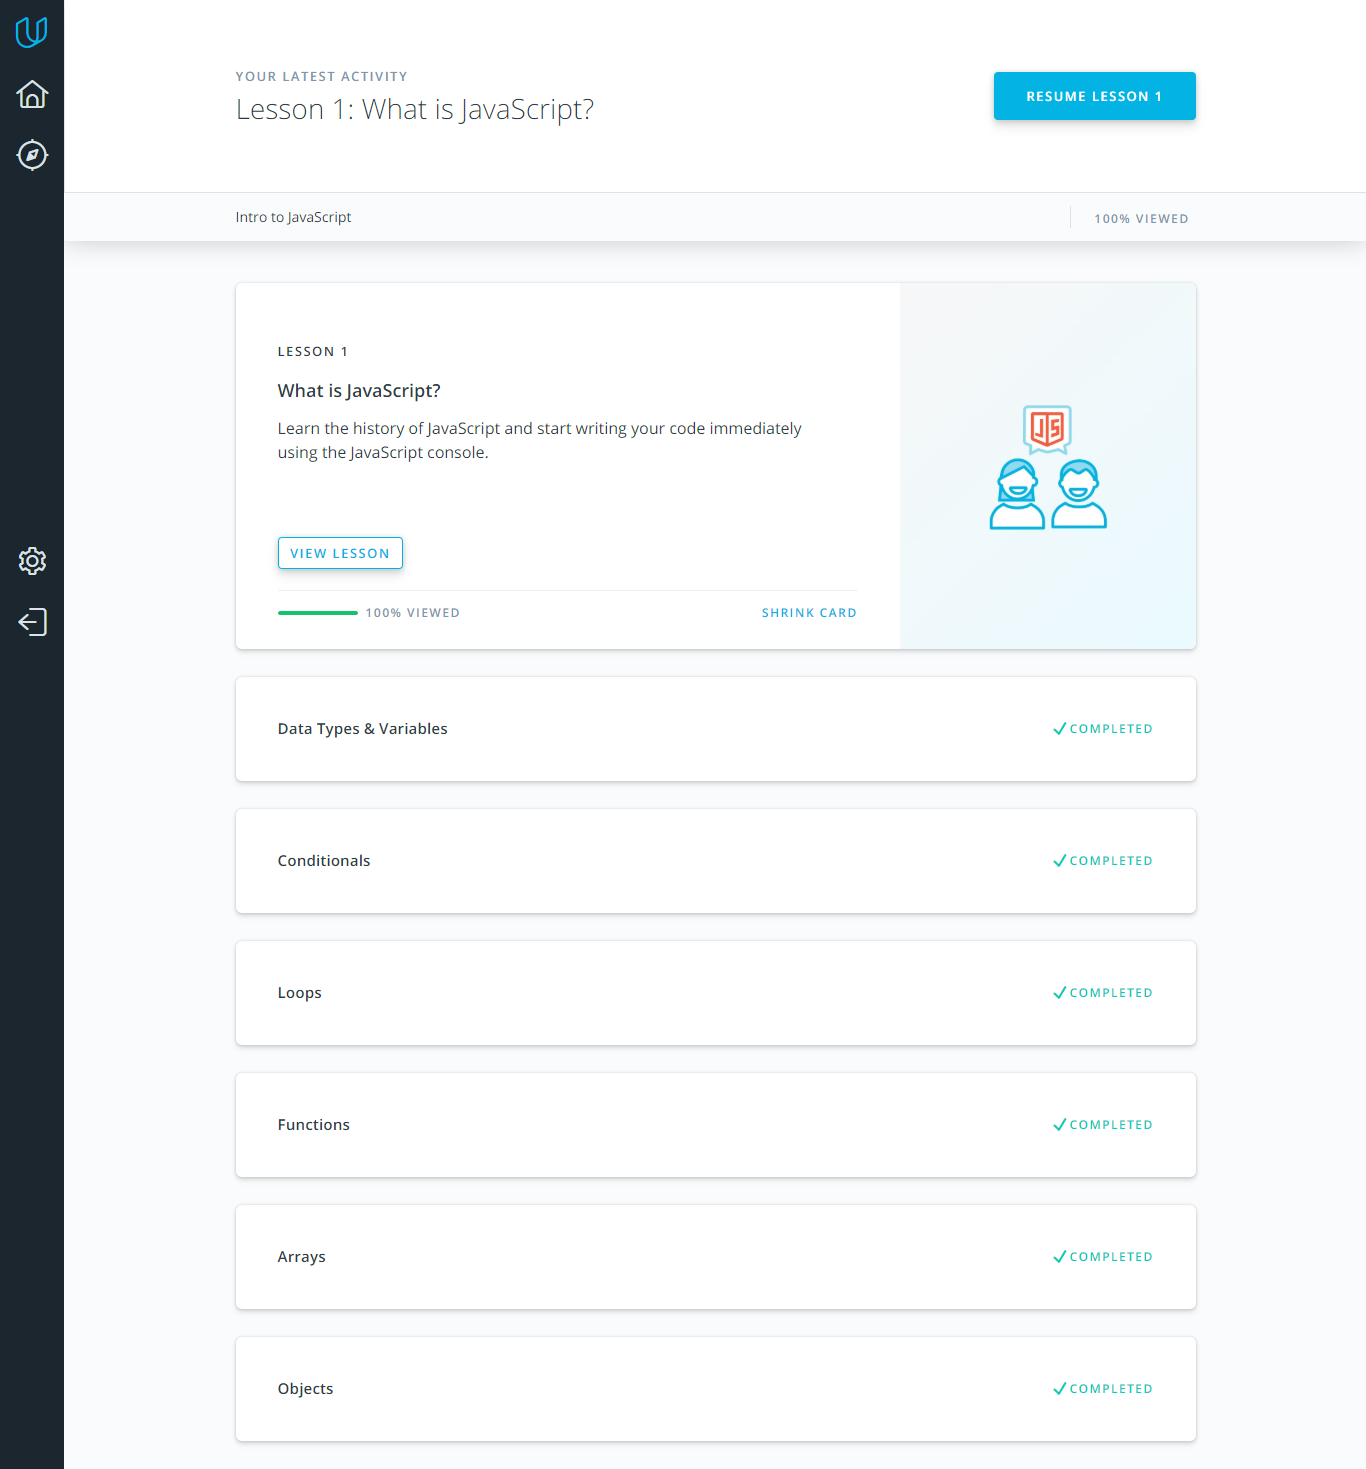 YOUR LATEST ACTIVITY
Lesson 1: What is JavaScript?
RESUME LESSON 1
Intro to JavaScript
100% VIEWED
LESSON 1
What is JavaScript?
Learn the history of JavaScript and start writing your code immediately
using the JavaScript console.
JS
VIEW LESSON
100% VIEWED
SHRINK CARD
Data Types & Variables
COMPLETED
Conditionals
COMPLETED
Loops
COMPLETED
Functions
COMPLETED
Arrays
COMPLETED
Objects
COMPLETED